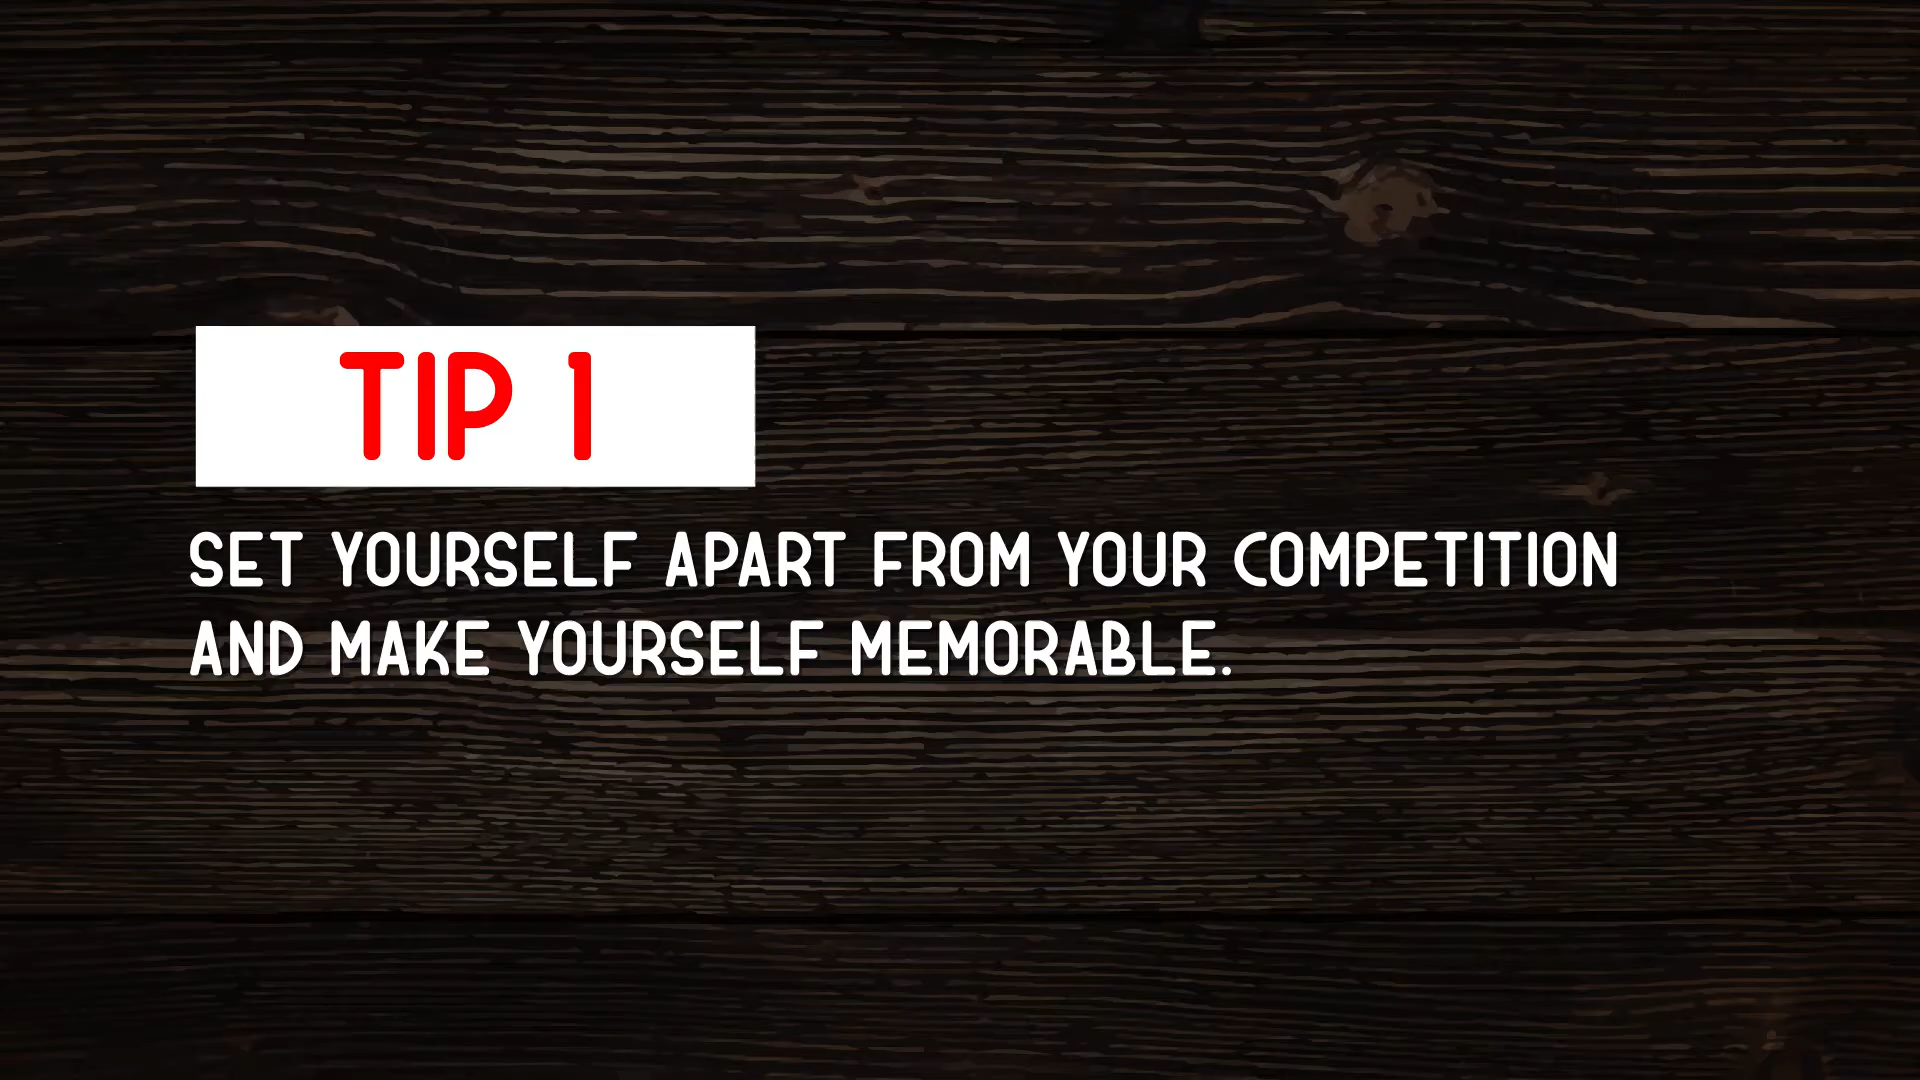 TIP 1
SET YOURSELF APART FROM YOUR COMPETITION
AND MAKE YOURSELF MEMORABLE.